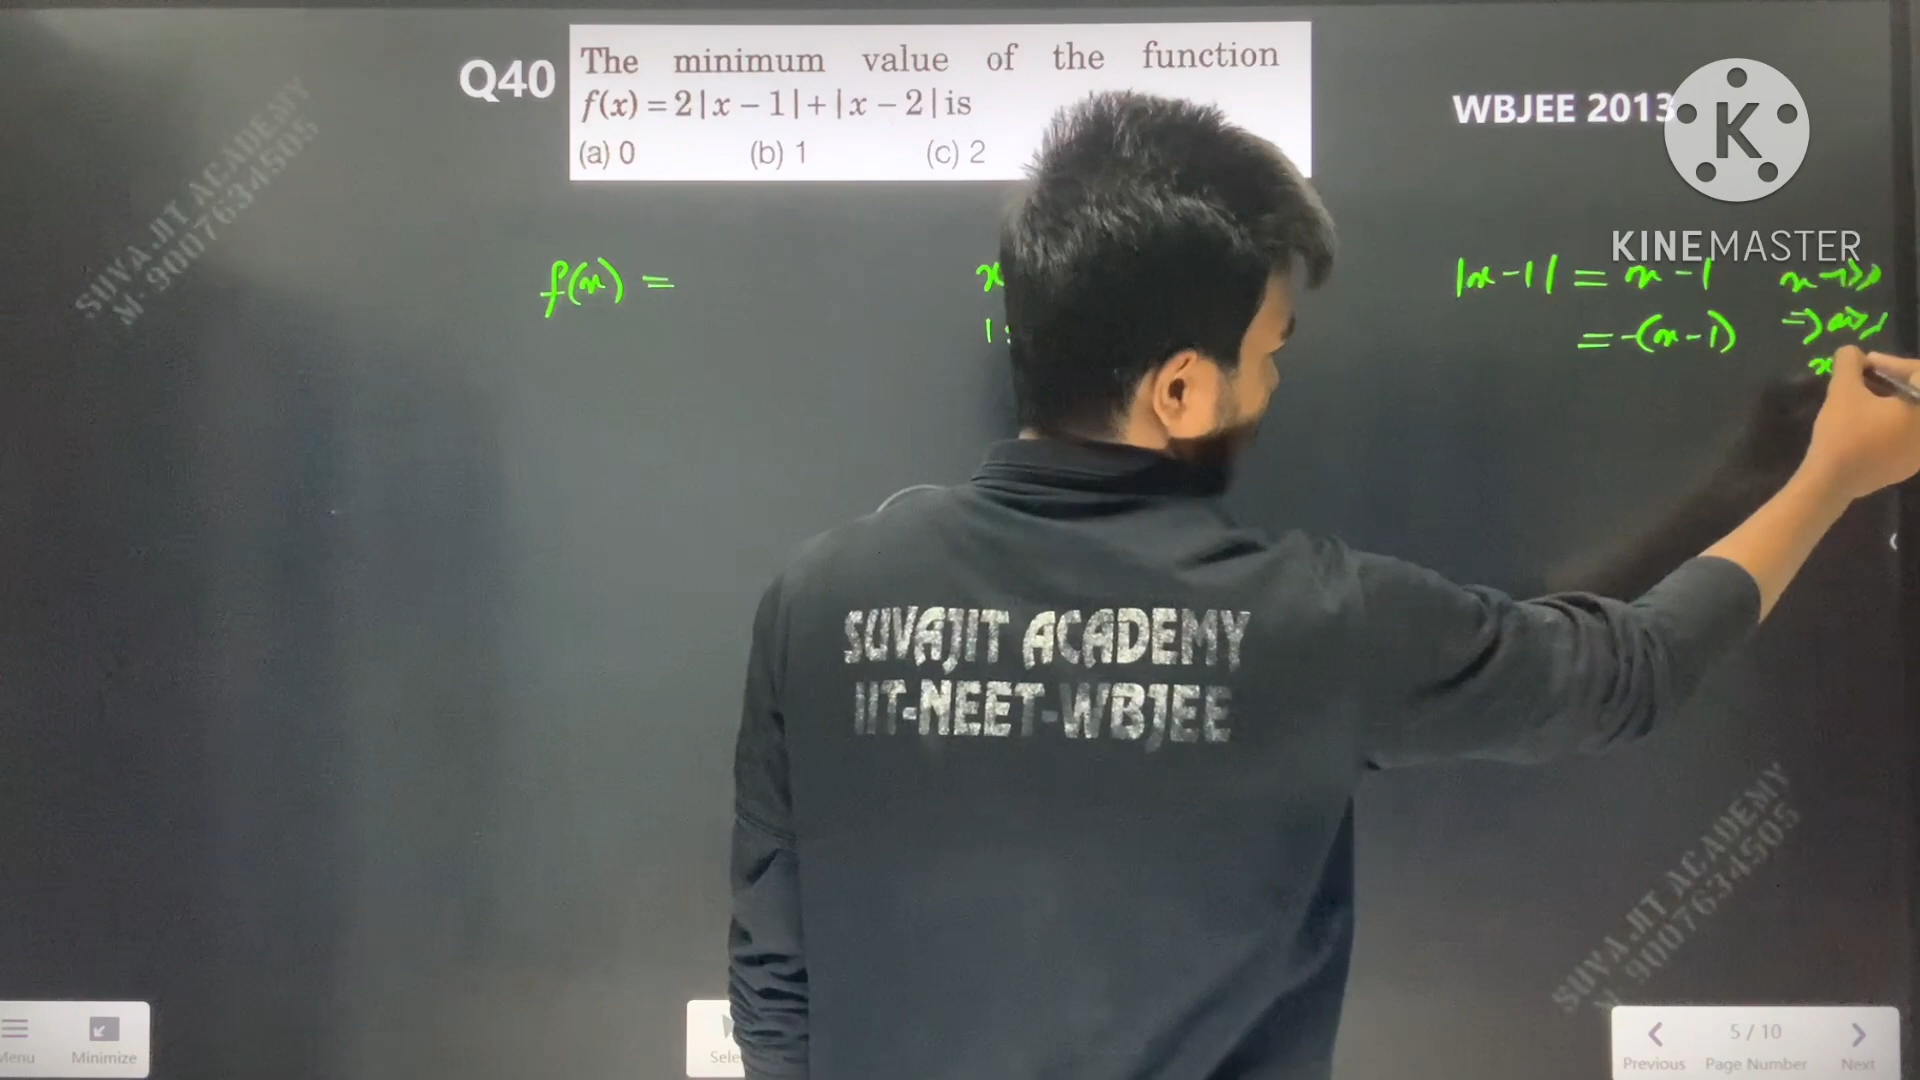 Q40
The minimum value of the function
f(x) = 2|x − 1| + |x − 2| is
(a) 0 (b) 1 (c) 2
WBJEE 2013
K
KINEMASTER
SUVAJIT ACADEMY
M- 9007634505
f(x) =
x
1
|x-1| = x-1
= -(x-1)
x
SUVAJIT ACADEMY
IIT-NEET-WBJEE
SUVAJIT ACADEMY
M- 9007634505
Menu
Minimize
Sele
Previous
5 / 10
Page Number
Next